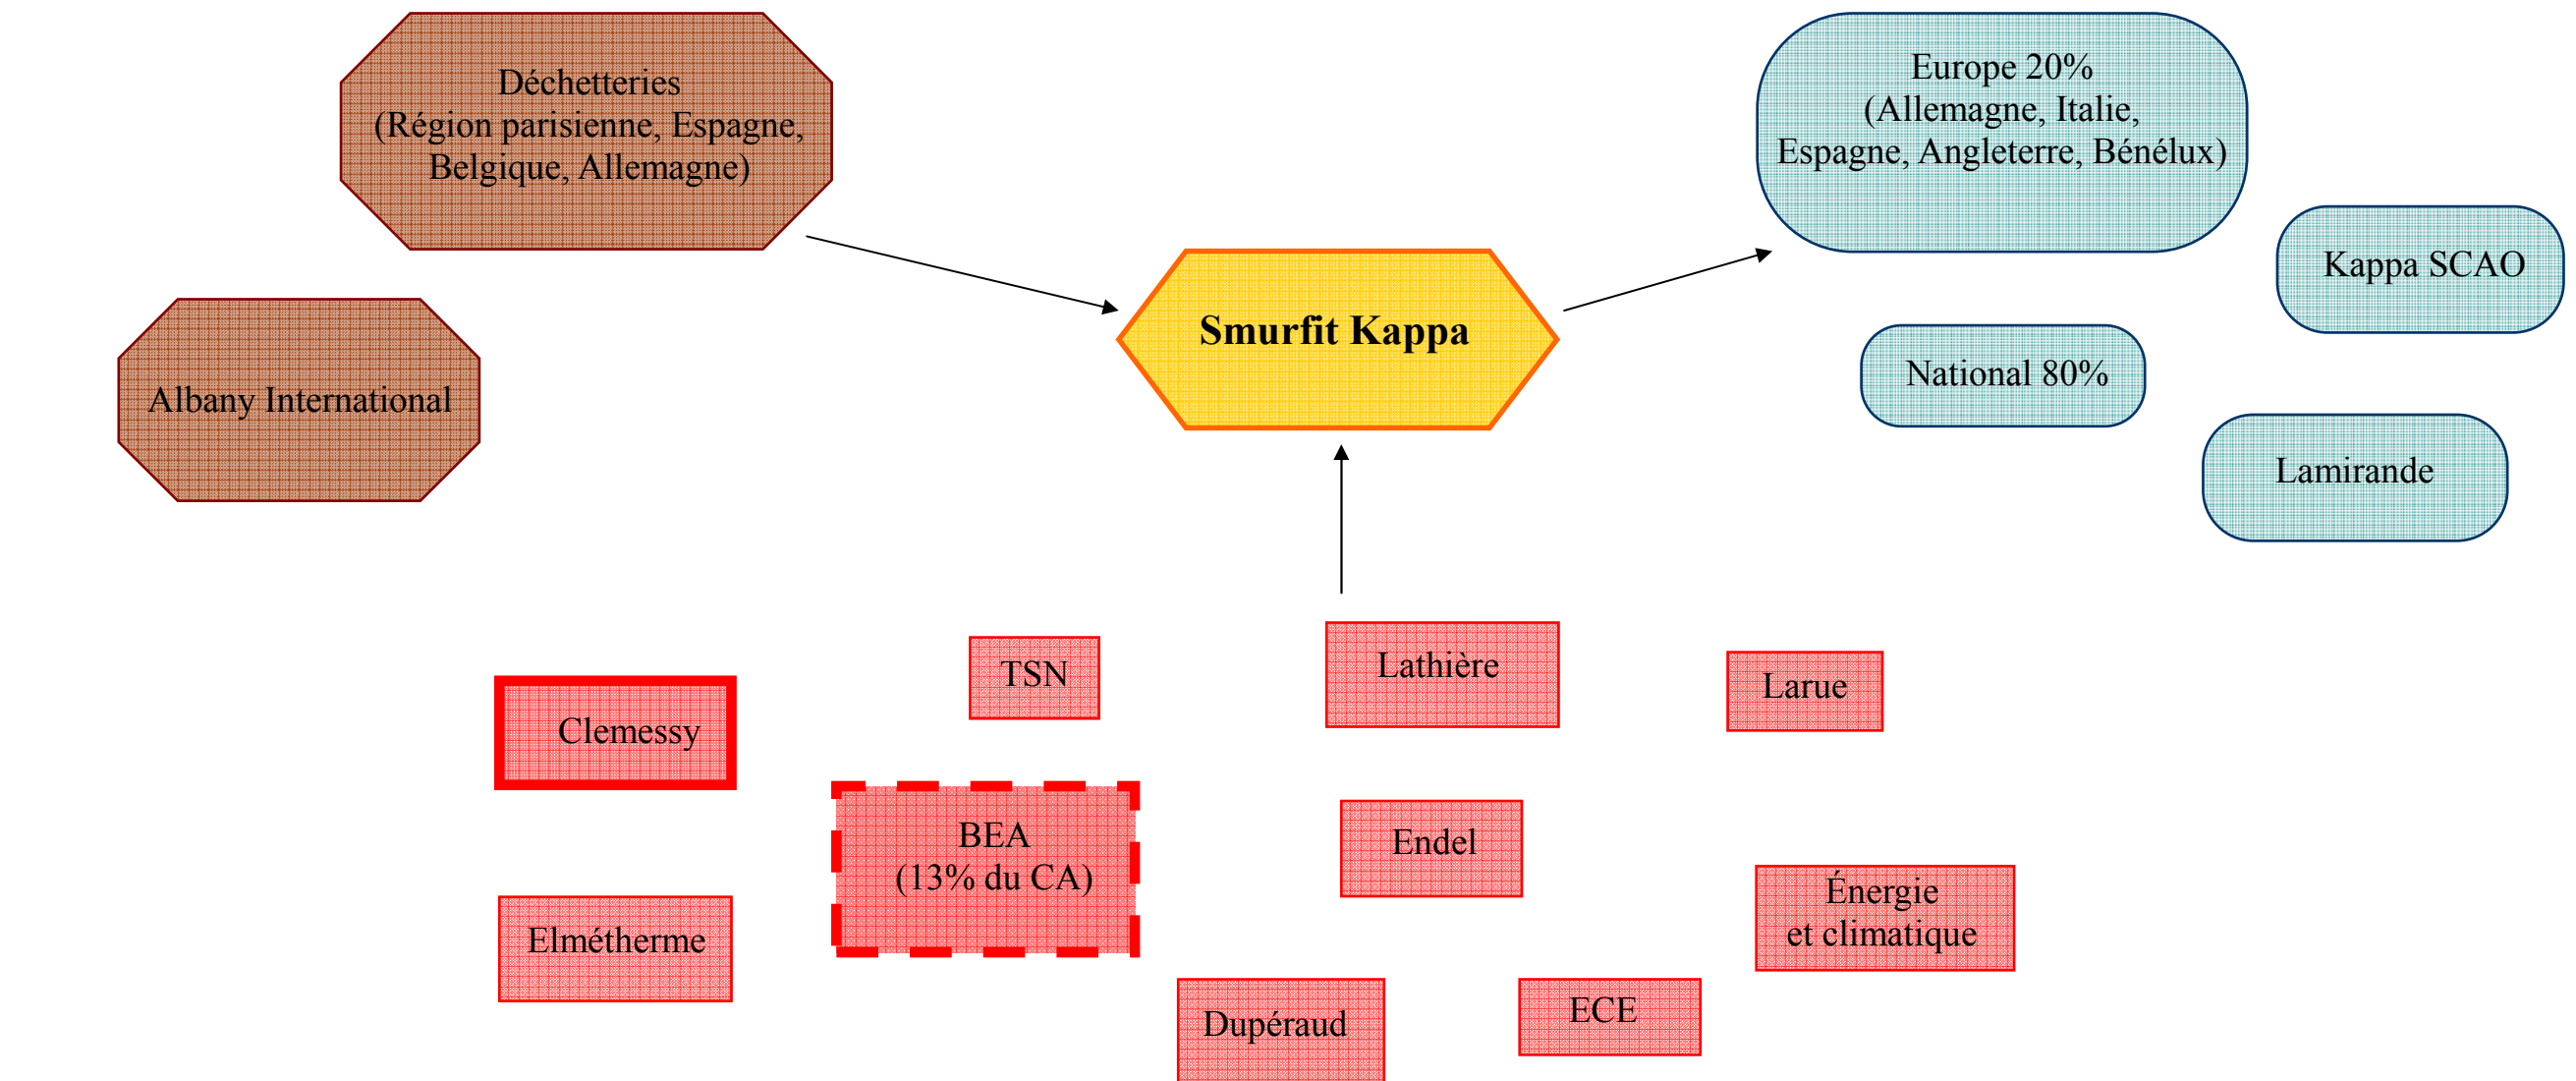 Déchetteries
(Région parisienne, Espagne,
Belgique, Allemagne)
Europe 20%
(Allemagne, Italie,
Espagne, Angleterre, Bénélux)
Kappa SCAO
Smurfit Kappa
National 80%
Albany International
Lamirande
TSN
Lathière
Larue
Clemessy
BEA
(13% du CA)
Endel
Énergie
et climatique
Elmétherme
Dupéraud
ECE